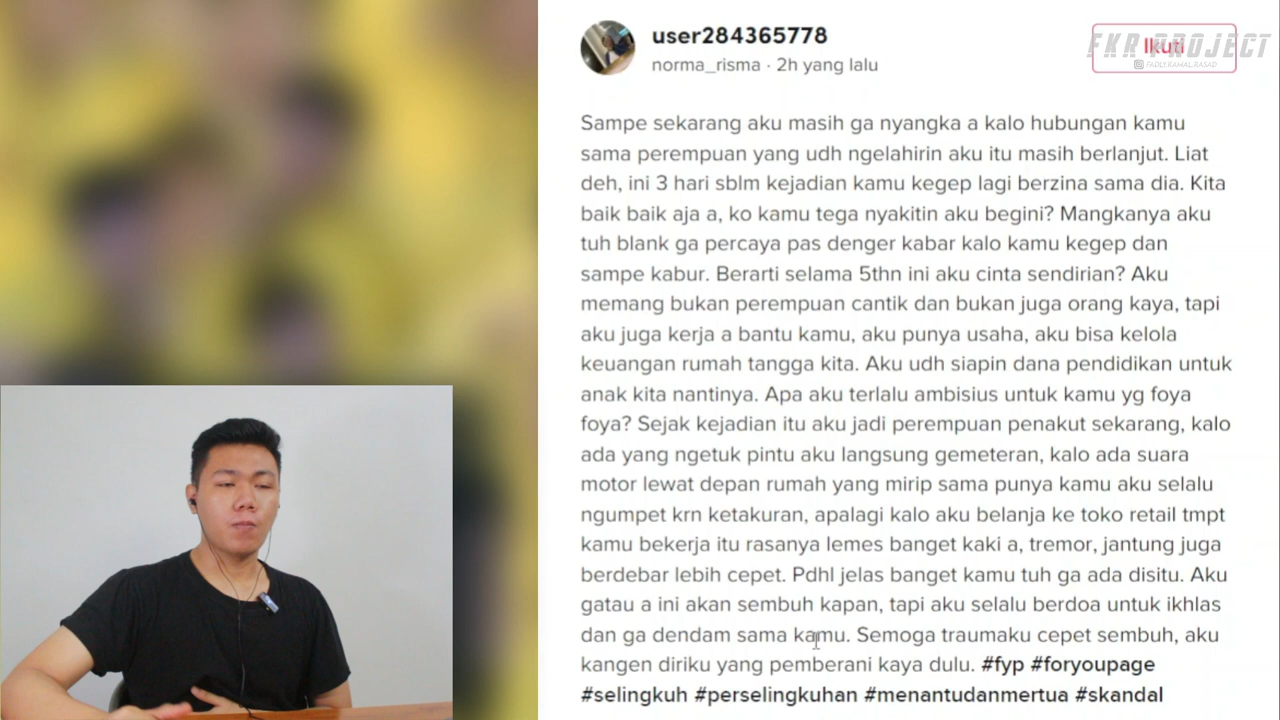 user284365778
norma_risma · 2h yang lalu
Ikuti
FKR PROJECT
FADLY.KAMAL.RASAD
Sampe sekarang aku masih ga nyangka a kalo hubungan kamu
sama perempuan yang udh ngelahirin aku itu masih berlanjut. Liat
deh, ini 3 hari sblm kejadian kamu kegep lagi berzina sama dia. Kita
baik baik aja a, ko kamu tega nyakitin aku begini? Mangkanya aku
tuh blank ga percaya pas denger kabar kalo kamu kegep dan
sampe kabur. Berarti selama 5thn ini aku cinta sendirian? Aku
memang bukan perempuan cantik dan bukan juga orang kaya, tapi
aku juga kerja a bantu kamu, aku punya usaha, aku bisa kelola
keuangan rumah tangga kita. Aku udh siapin dana pendidikan untuk
anak kita nantinya. Apa aku terlalu ambisius untuk kamu yg foya
foya? Sejak kejadian itu aku jadi perempuan penakut sekarang, kalo
ada yang ngetuk pintu aku langsung gemeteran, kalo ada suara
motor lewat depan rumah yang mirip sama punya kamu aku selalu
ngumpet krn ketakuran, apalagi kalo aku belanja ke toko retail tmpt
kamu bekerja itu rasanya lemes banget kaki a, tremor, jantung juga
berdebar lebih cepet. Pdhl jelas banget kamu tuh ga ada disitu. Aku
gatau a ini akan sembuh kapan, tapi aku selalu berdoa untuk ikhlas
dan ga dendam sama kamu. Semoga traumaku cepet sembuh, aku
kangen diriku yang pemberani kaya dulu. #fyp #foryoupage
#selingkuh #perselingkuhan #menantudanmertua #skandal